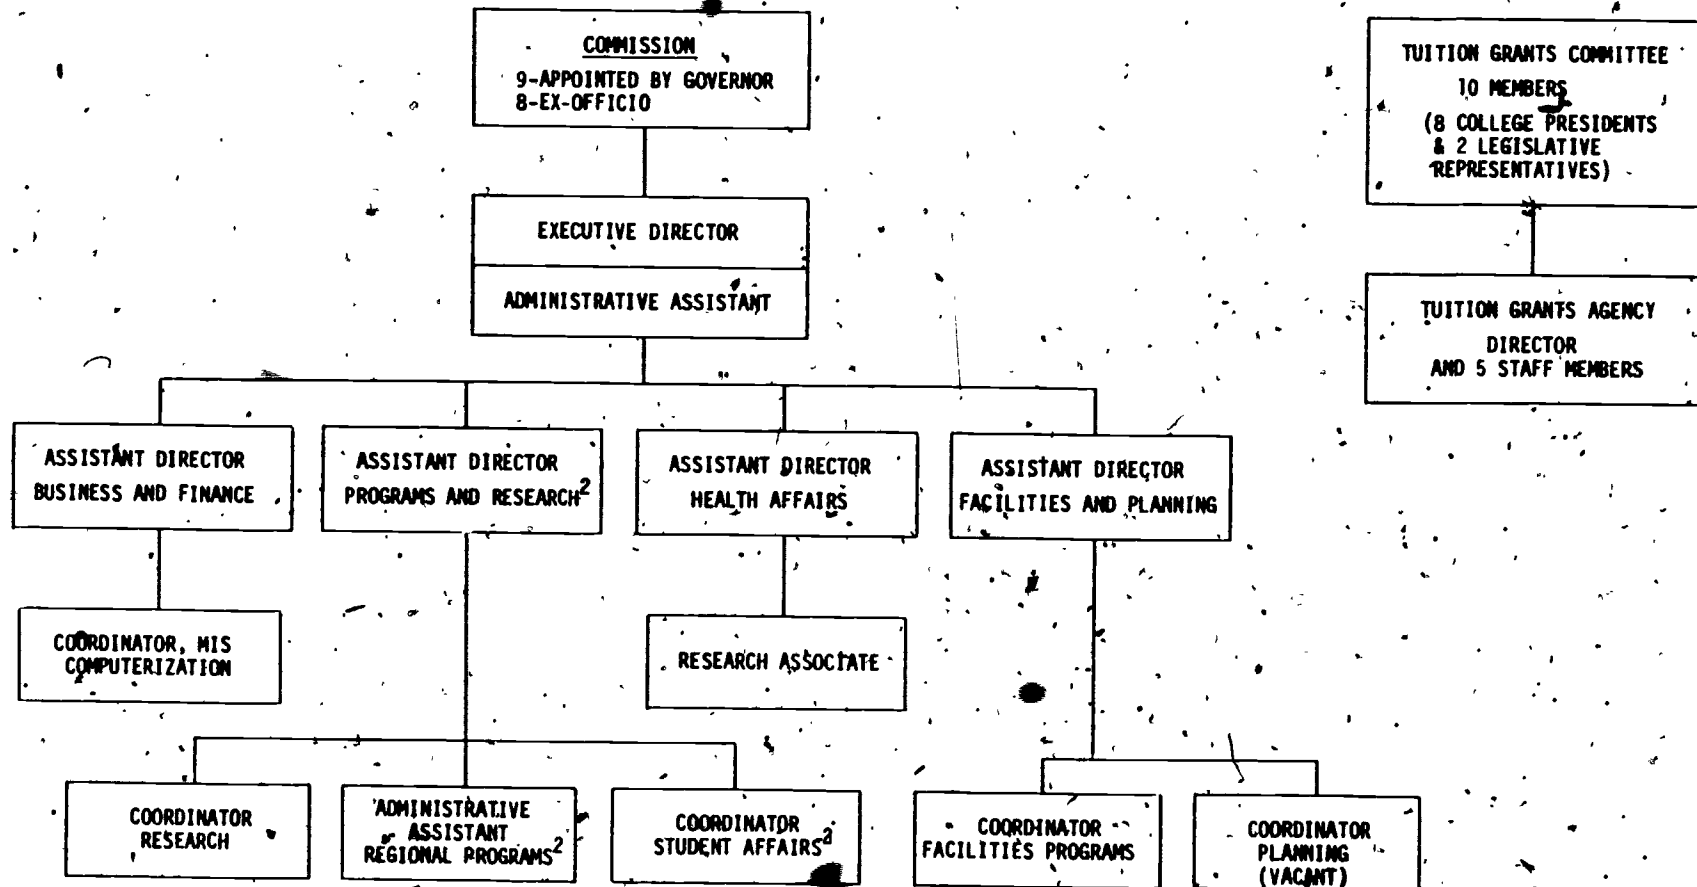 COMMISSION
9-APPOINTED BY GOVERNOR
8-EX-OFFICIO
TUITION GRANTS COMMITTEE
10 MEMBERS
(8 COLLEGE PRESIDENTS
& 2 LEGISLATIVE
REPRESENTATIVES)
EXECUTIVE DIRECTOR
ADMINISTRATIVE ASSISTANT
TUITION GRANTS AGENCY
DIRECTOR
AND 5 STAFF MEMBERS
ASSISTANT DIRECTOR
BUSINESS AND FINANCE
ASSISTANT DIRECTOR
PROGRAMS AND RESEARCH2
ASSISTANT DIRECTOR
HEALTH AFFAIRS
ASSISTANT DIRECTOR
FACILITIES AND PLANNING
COORDINATOR, MIS
COMPUTERIZATION
RESEARCH ASSOCIATE
COORDINATOR
RESEARCH
ADMINISTRATIVE
ASSISTANT
REGIONAL PROGRAMS2
COORDINATOR
STUDENT AFFAIRS
COORDINATOR
FACILITIES PROGRAMS
COORDINATOR
PLANNING
(VACANT)